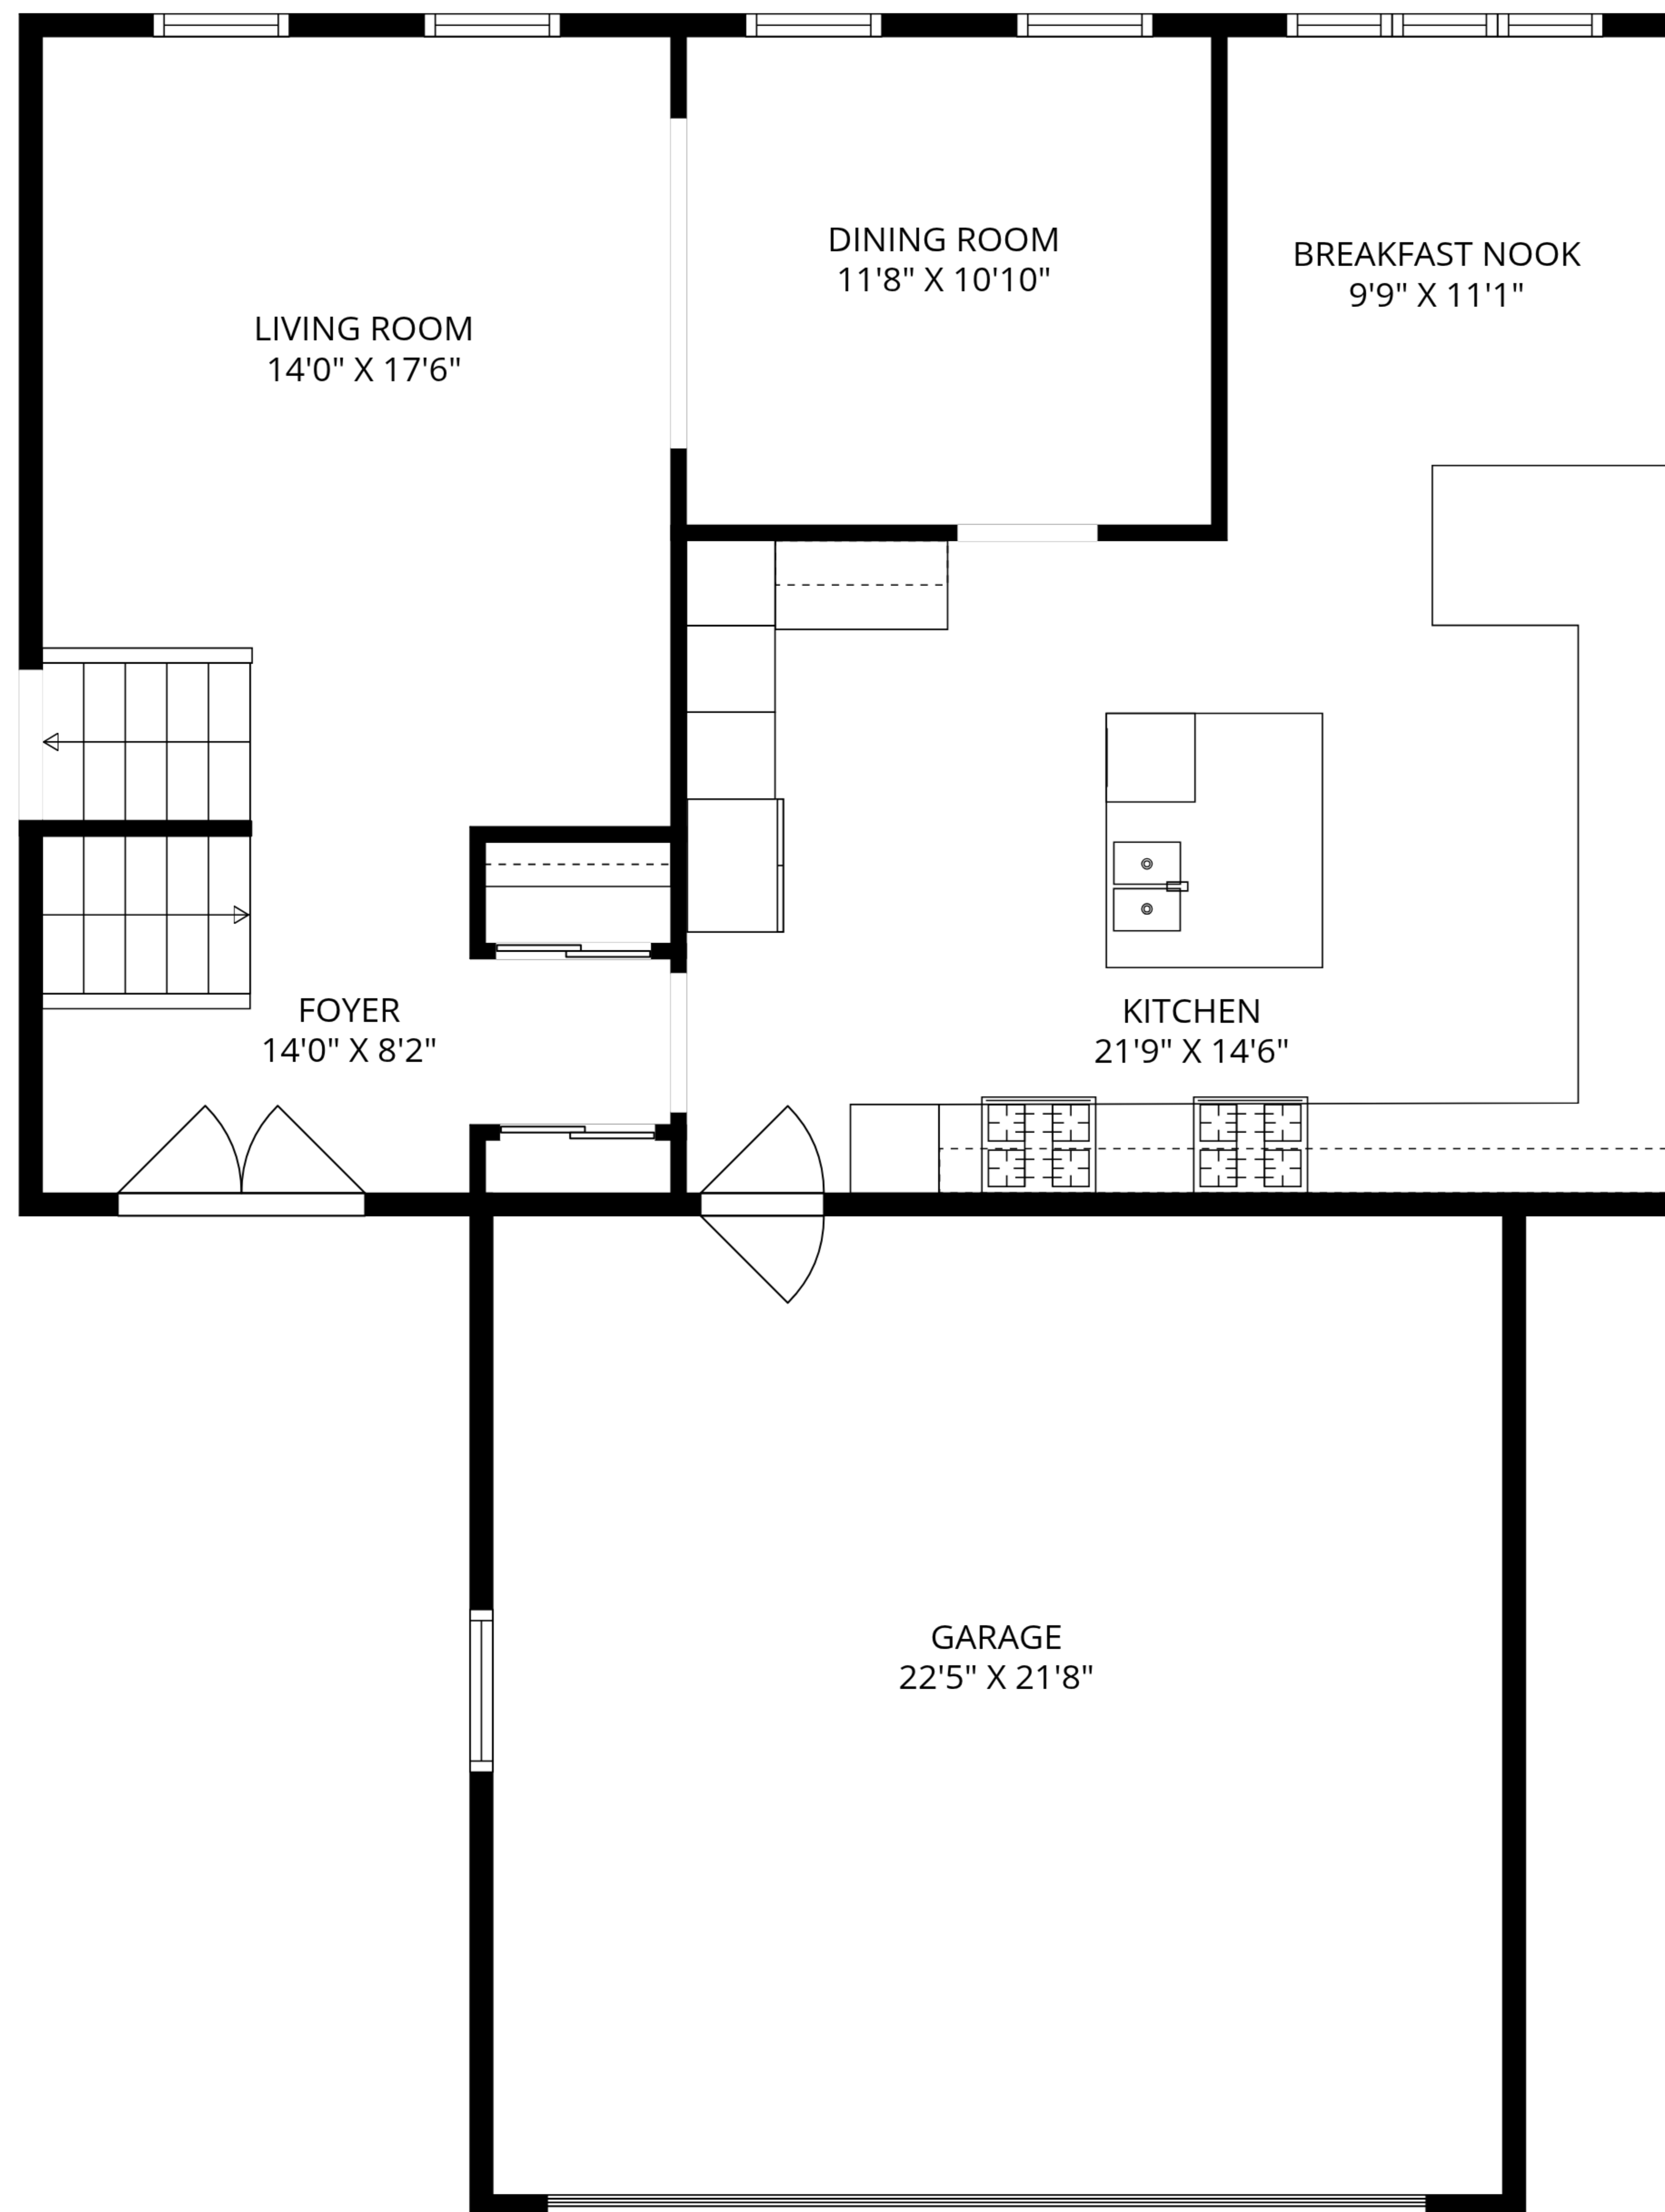 DINING ROOM
11'8" X 10'10"
BREAKFAST NOOK
9'9" X 11'1"
LIVING ROOM
14'0" X 17'6"
FOYER
14'0" X 8'2"
KITCHEN
21'9" X 14'6"
GARAGE
22'5" X 21'8"